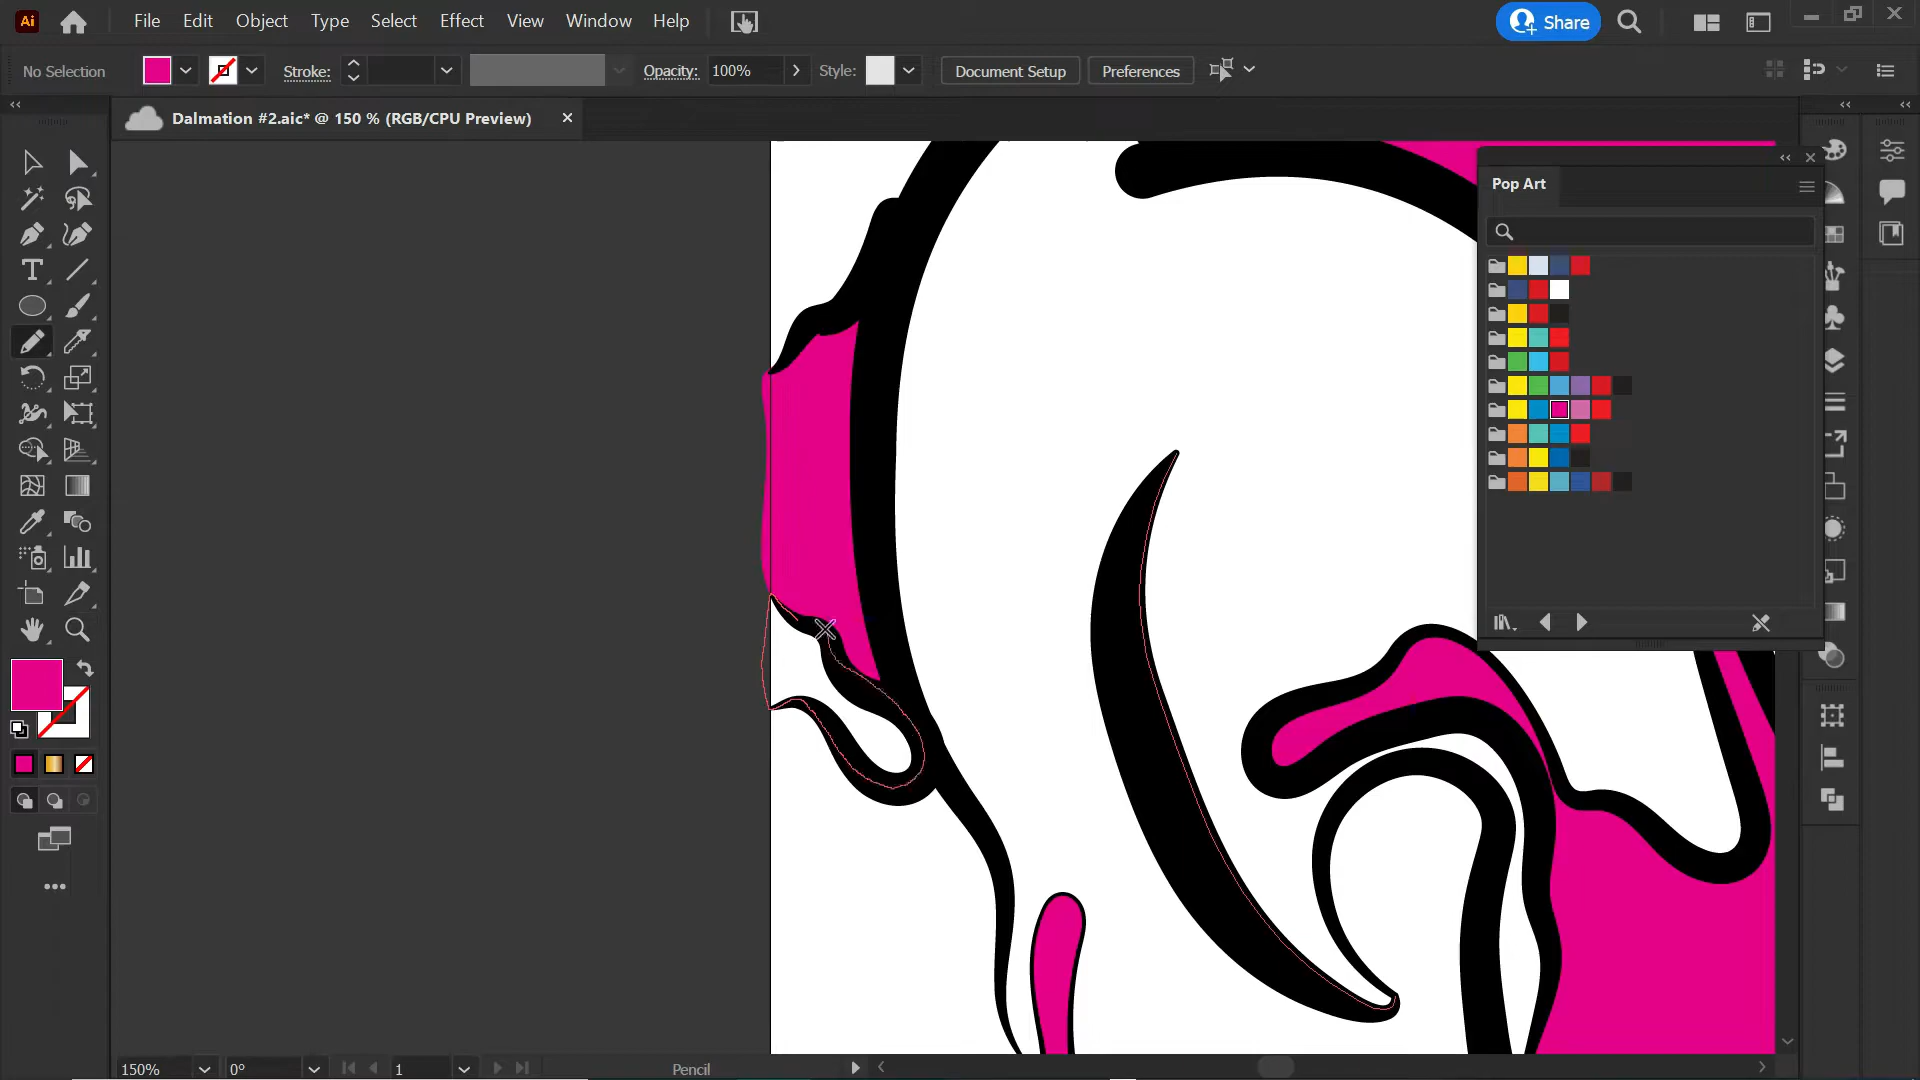 Ai File Edit Object Type Select Effect View Window Help Share
No Selection Stroke: Opacity: 100% Style: Document Setup Preferences
Dalmation #2.aic* @ 150 % (RGB/CPU Preview)
Pop Art
150% 0° 1 Pencil